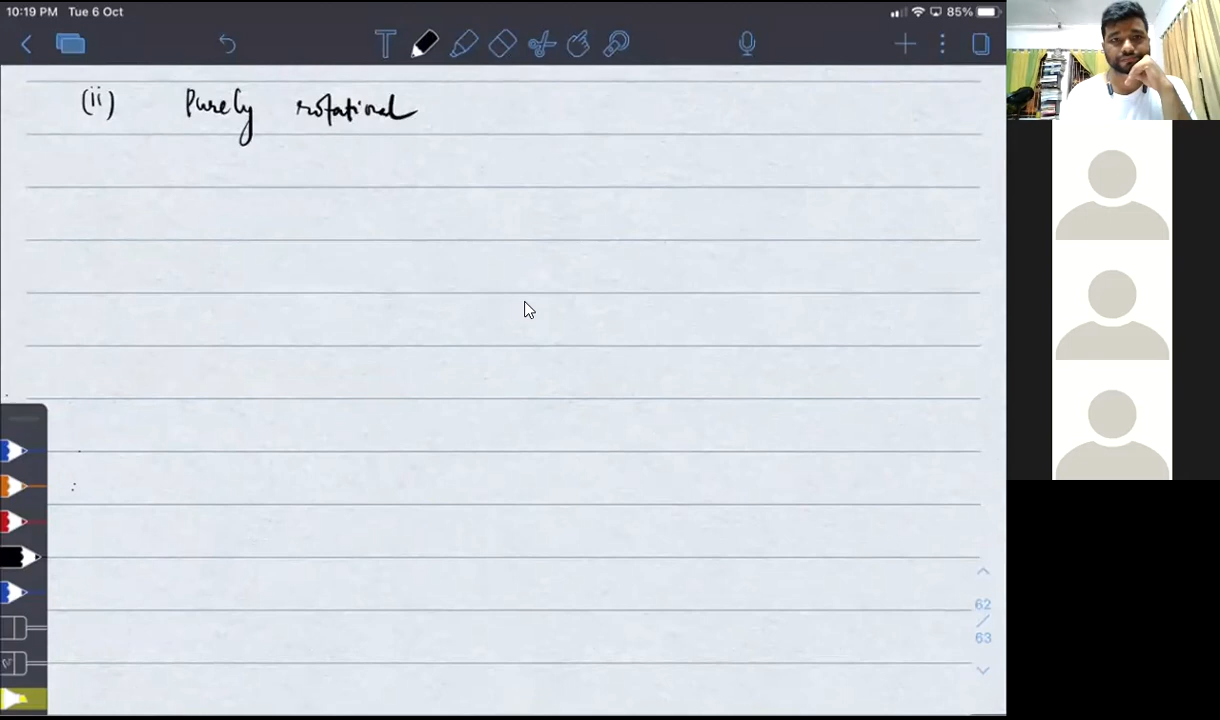 10:19 PM Tue 6 Oct
85%
T
(ii) Purely rotational
62
/
63